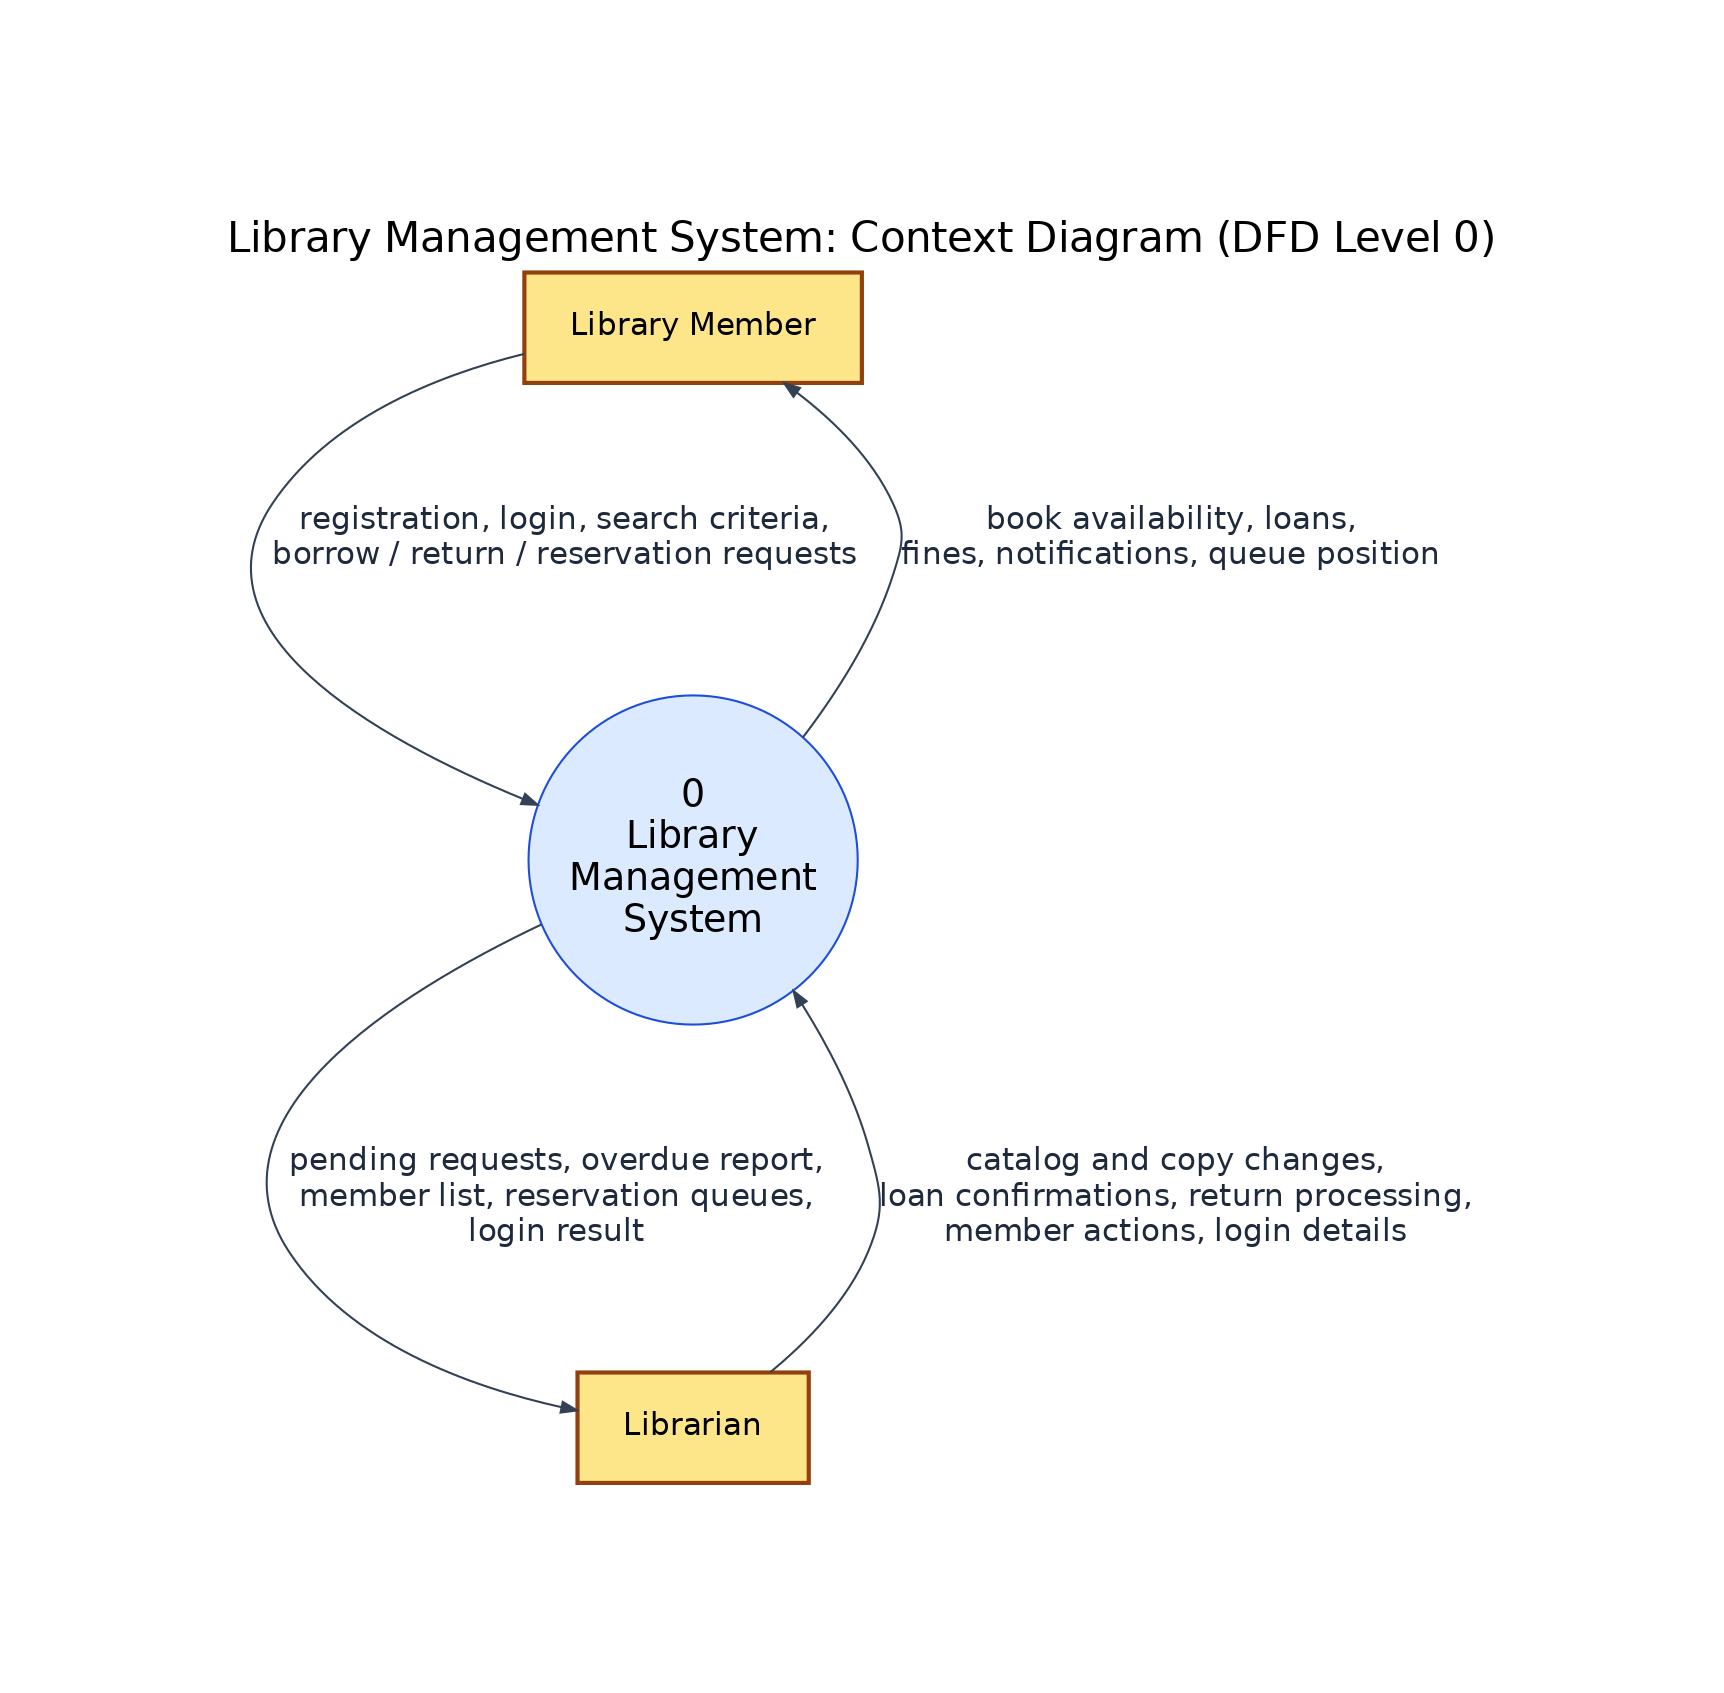 Library Management System: Context Diagram (DFD Level 0)
Library Member
registration, login, search criteria,
borrow / return / reservation requests
book availability, loans,
fines, notifications, queue position
0
Library
Management
System
pending requests, overdue report,
member list, reservation queues,
login result
catalog and copy changes,
loan confirmations, return processing,
member actions, login details
Librarian